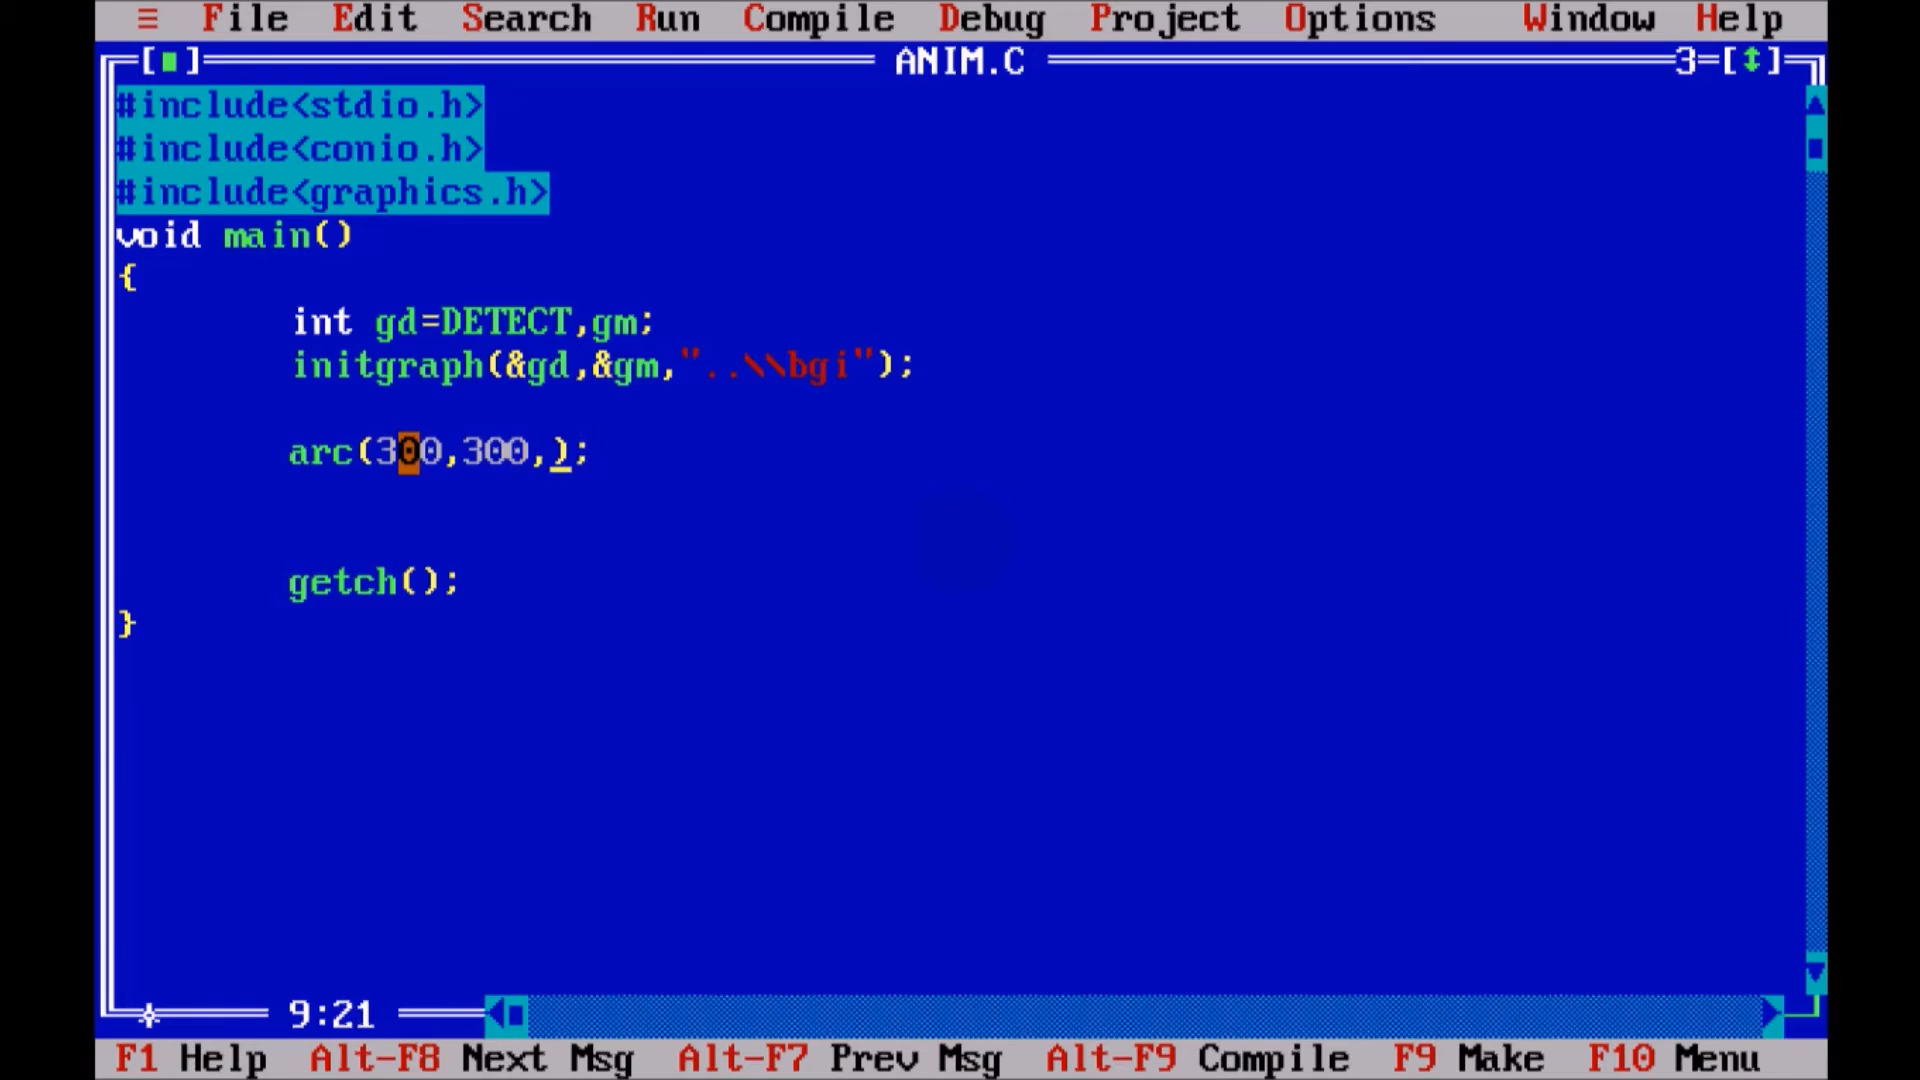 ≡ File Edit Search Run Compile Debug Project Options Window Help
[■] ANIM.C 3=[↕]
#include<stdio.h>
#include<conio.h>
#include<graphics.h>
void main()
{
int gd=DETECT,gm;
initgraph(&gd,&gm,"..\\bgi");
arc(300,300,);
getch();
}
9:21
F1 Help Alt-F8 Next Msg Alt-F7 Prev Msg Alt-F9 Compile F9 Make F10 Menu